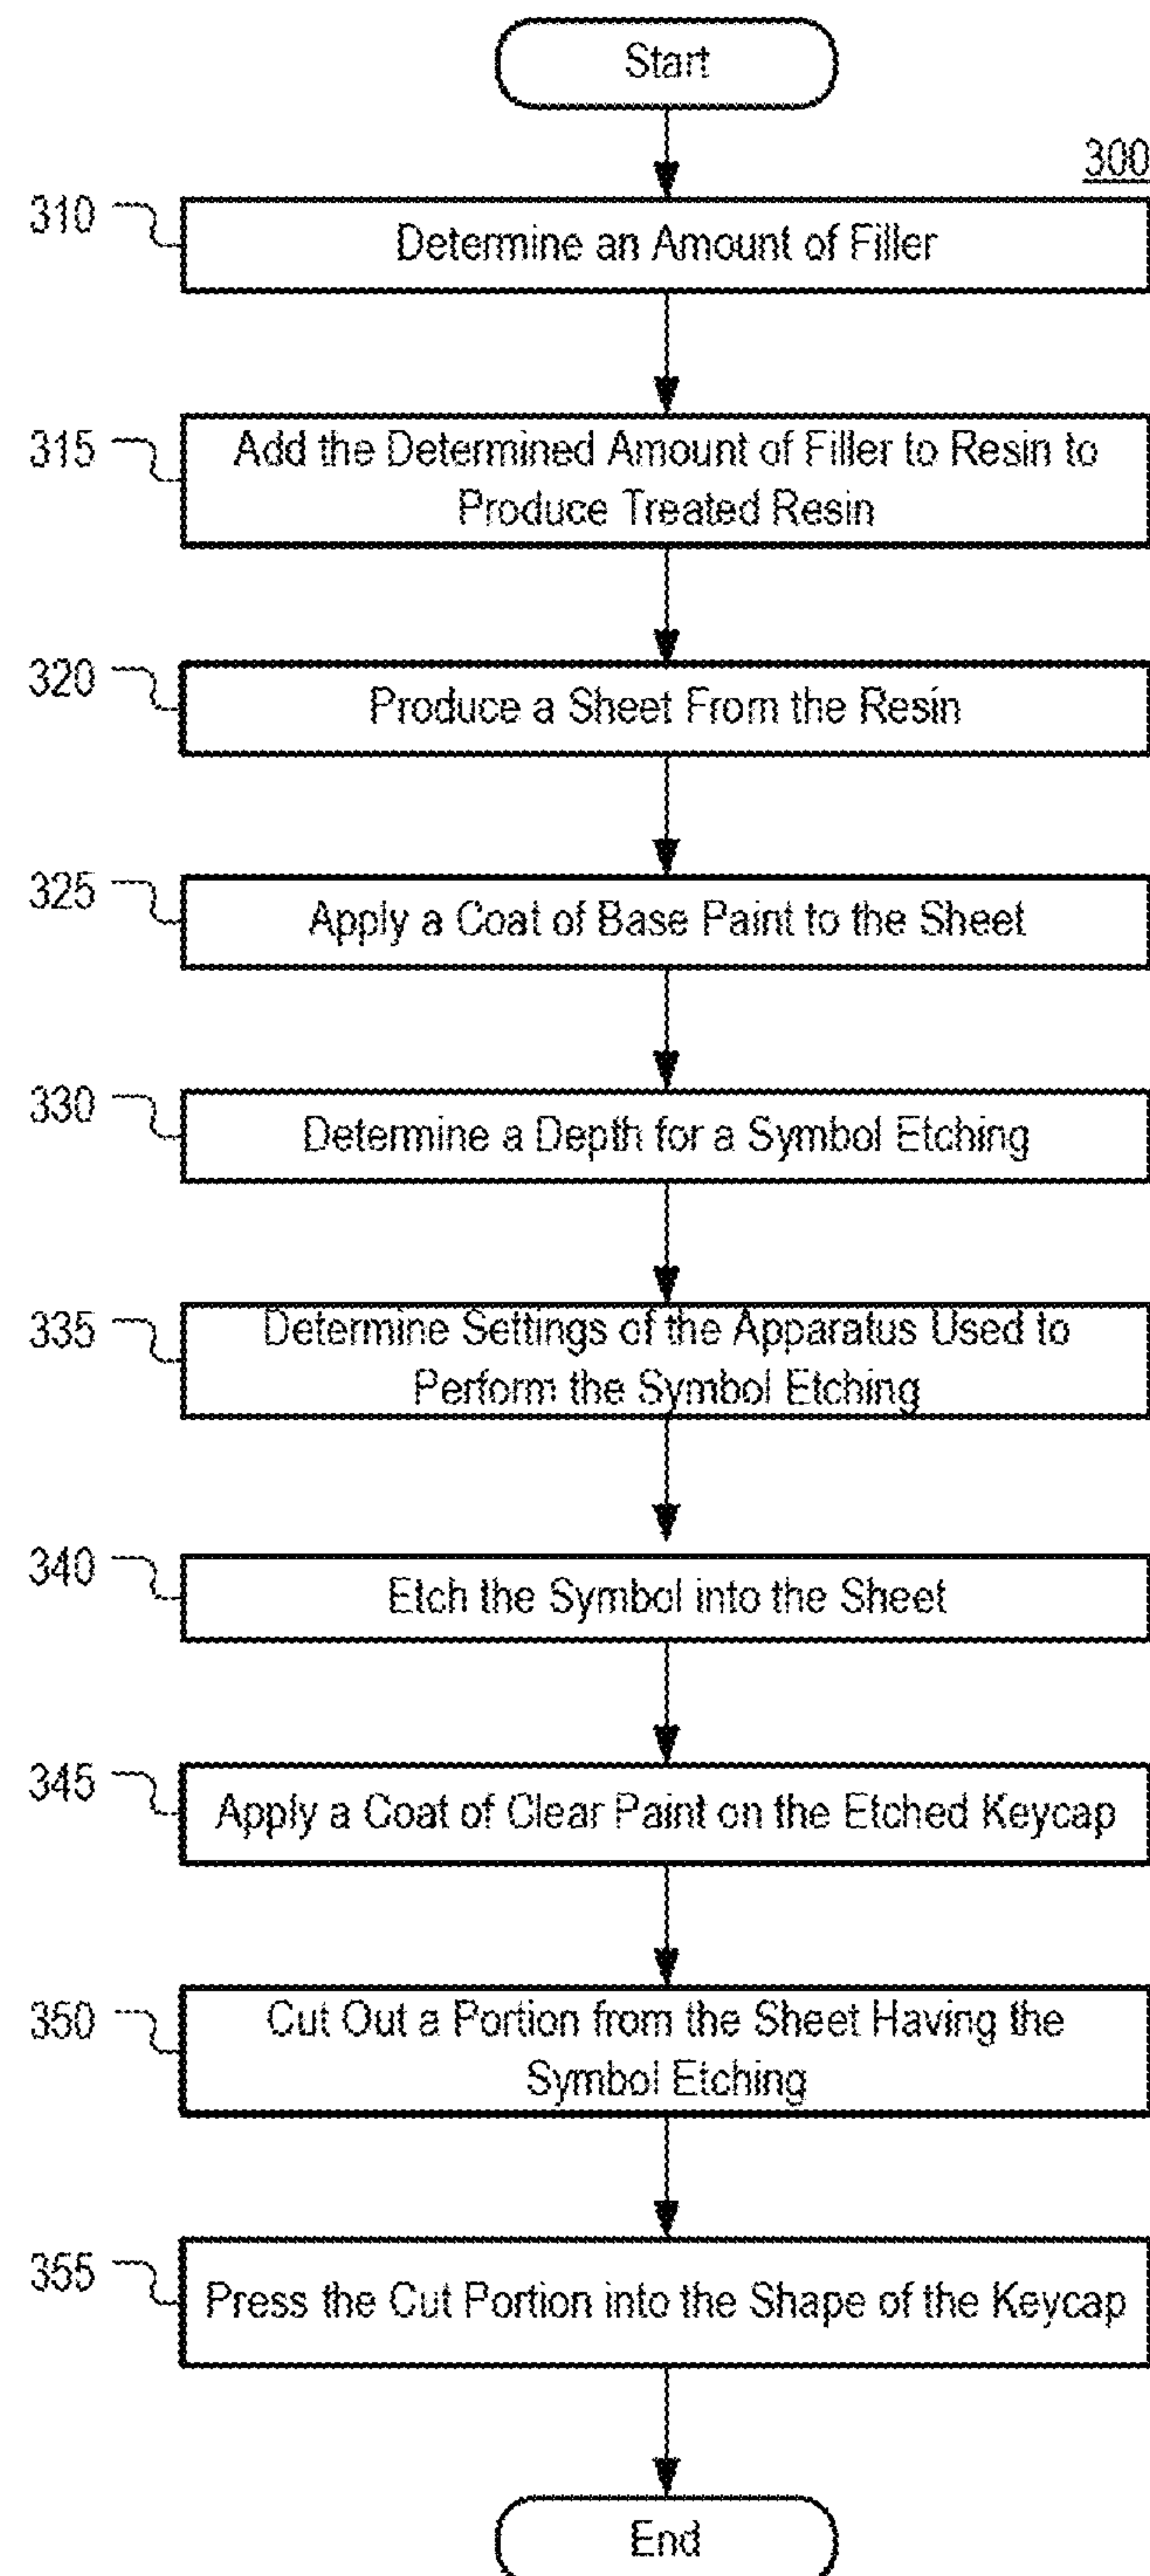 Start
300
310
Determine an Amount of Filler
315
Add the Determined Amount of Filler to Resin to
Produce Treated Resin
320
Produce a Sheet From the Resin
325
Apply a Coat of Base Paint to the Sheet
330
Determine a Depth for a Symbol Etching
335
Determine Settings of the Apparatus Used to
Perform the Symbol Etching
340
Etch the Symbol into the Sheet
345
Apply a Coat of Clear Paint on the Etched Keycap
350
Cut Out a Portion from the Sheet Having the
Symbol Etching
355
Press the Cut Portion into the Shape of the Keycap
End